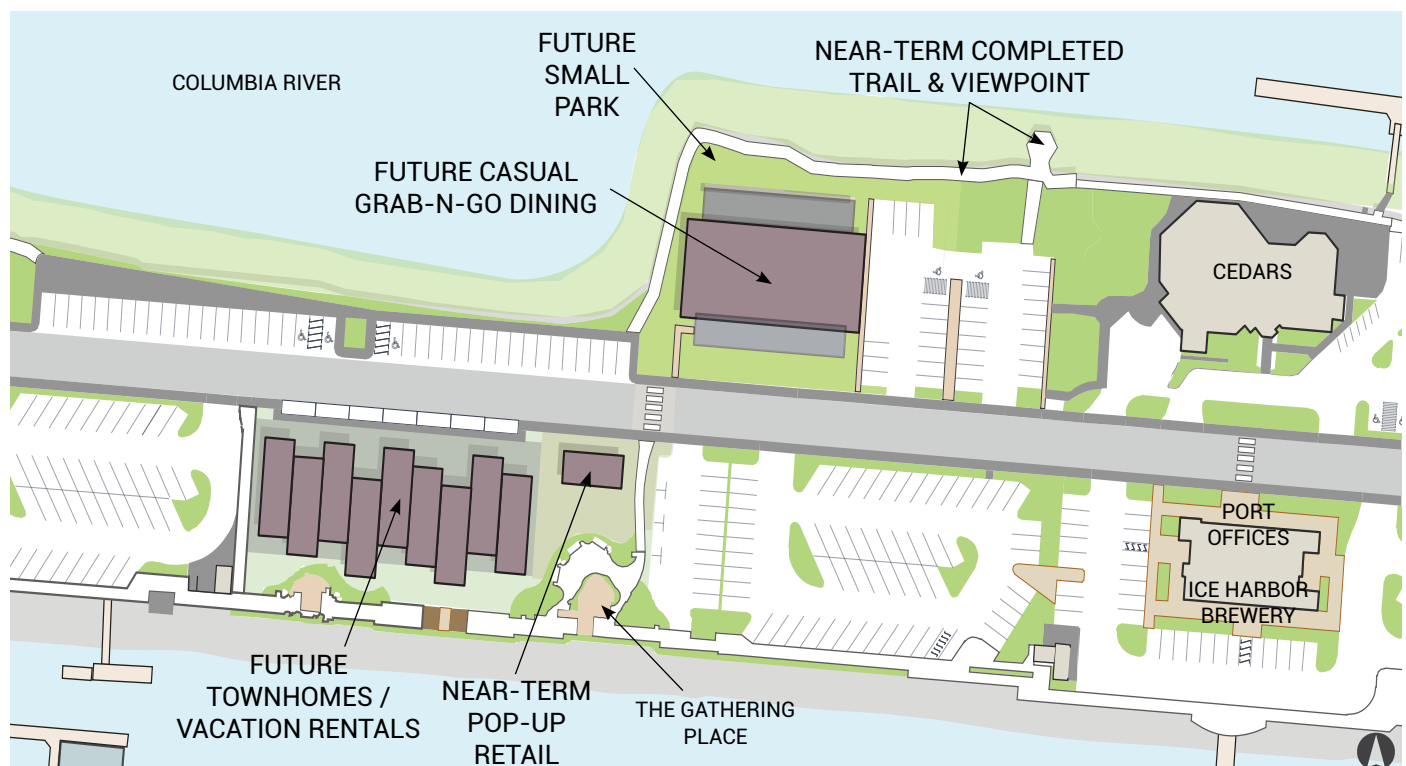 COLUMBIA RIVER
FUTURE
SMALL
PARK
NEAR-TERM COMPLETED
TRAIL & VIEWPOINT
FUTURE CASUAL
GRAB-N-GO DINING
CEDARS
PORT
OFFICES
ICE HARBOR
BREWERY
FUTURE
TOWNHOMES /
VACATION RENTALS
NEAR-TERM
POP-UP
RETAIL
THE GATHERING
PLACE